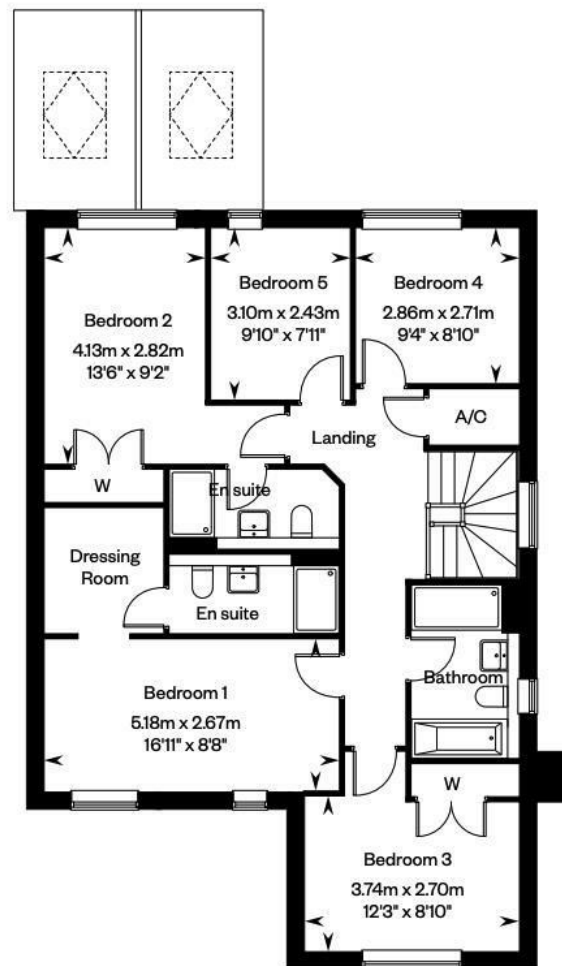 Bedroom 2
4.13m x 2.82m
13'6" x 9'2"
Bedroom 5
3.10m x 2.43m
9'10" x 7'11"
Bedroom 4
2.86m x 2.71m
9'4" x 8'10"
A/C
Landing
W
En suite
Dressing
Room
En suite
Bedroom 1
5.18m x 2.67m
16'11" x 8'8"
Bathroom
W
Bedroom 3
3.74m x 2.70m
12'3" x 8'10"